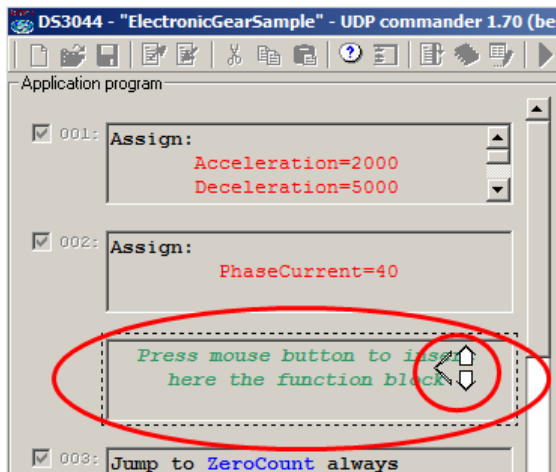 DS3044 - "ElectronicGearSample" - UDP commander 1.70 (be
Application program
001:
Assign:
Acceleration=2000
Deceleration=5000
002:
Assign:
PhaseCurrent=40
Press mouse button to insert
here the function block
003:
Jump to ZeroCount always